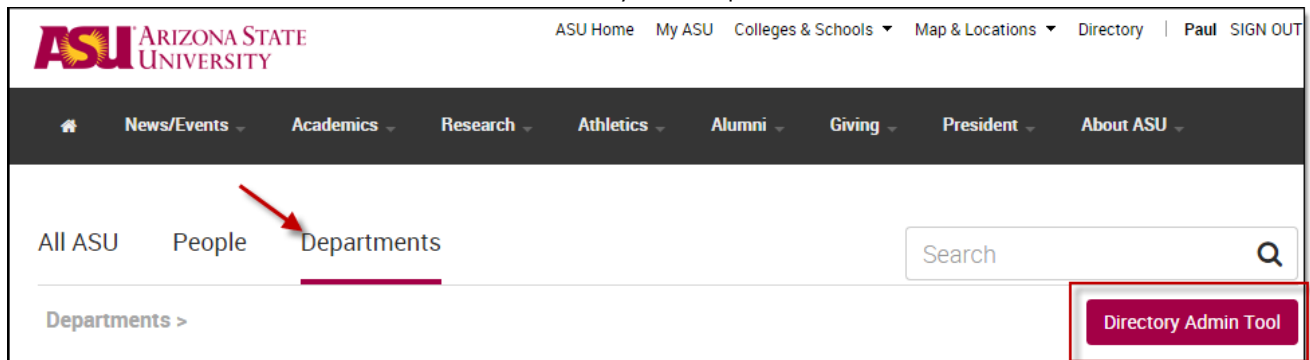 ASU ARIZONA STATE UNIVERSITY
ASU Home My ASU Colleges & Schools Map & Locations Directory | Paul SIGN OUT
News/Events Academics Research Athletics Alumni Giving President About ASU
All ASU People Departments
Search
Departments >
Directory Admin Tool